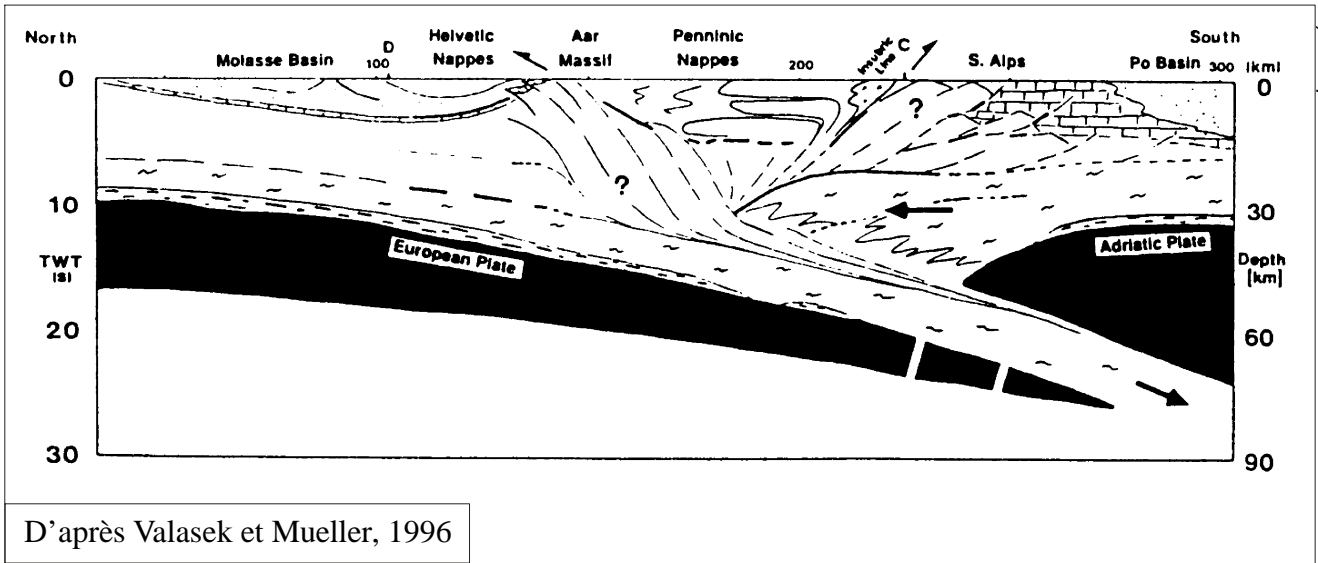 North
South
Molasse Basin
D
100
Helvetic
Nappes
Aar
Massif
Penninic
Nappes
200
Insubric
Line
C
S. Alps
Po Basin
300
[km]
0
0
?
?
10
30
TWT
[s]
European Plate
Adriatic Plate
Depth
[km]
20
60
30
90
D'après Valasek et Mueller, 1996